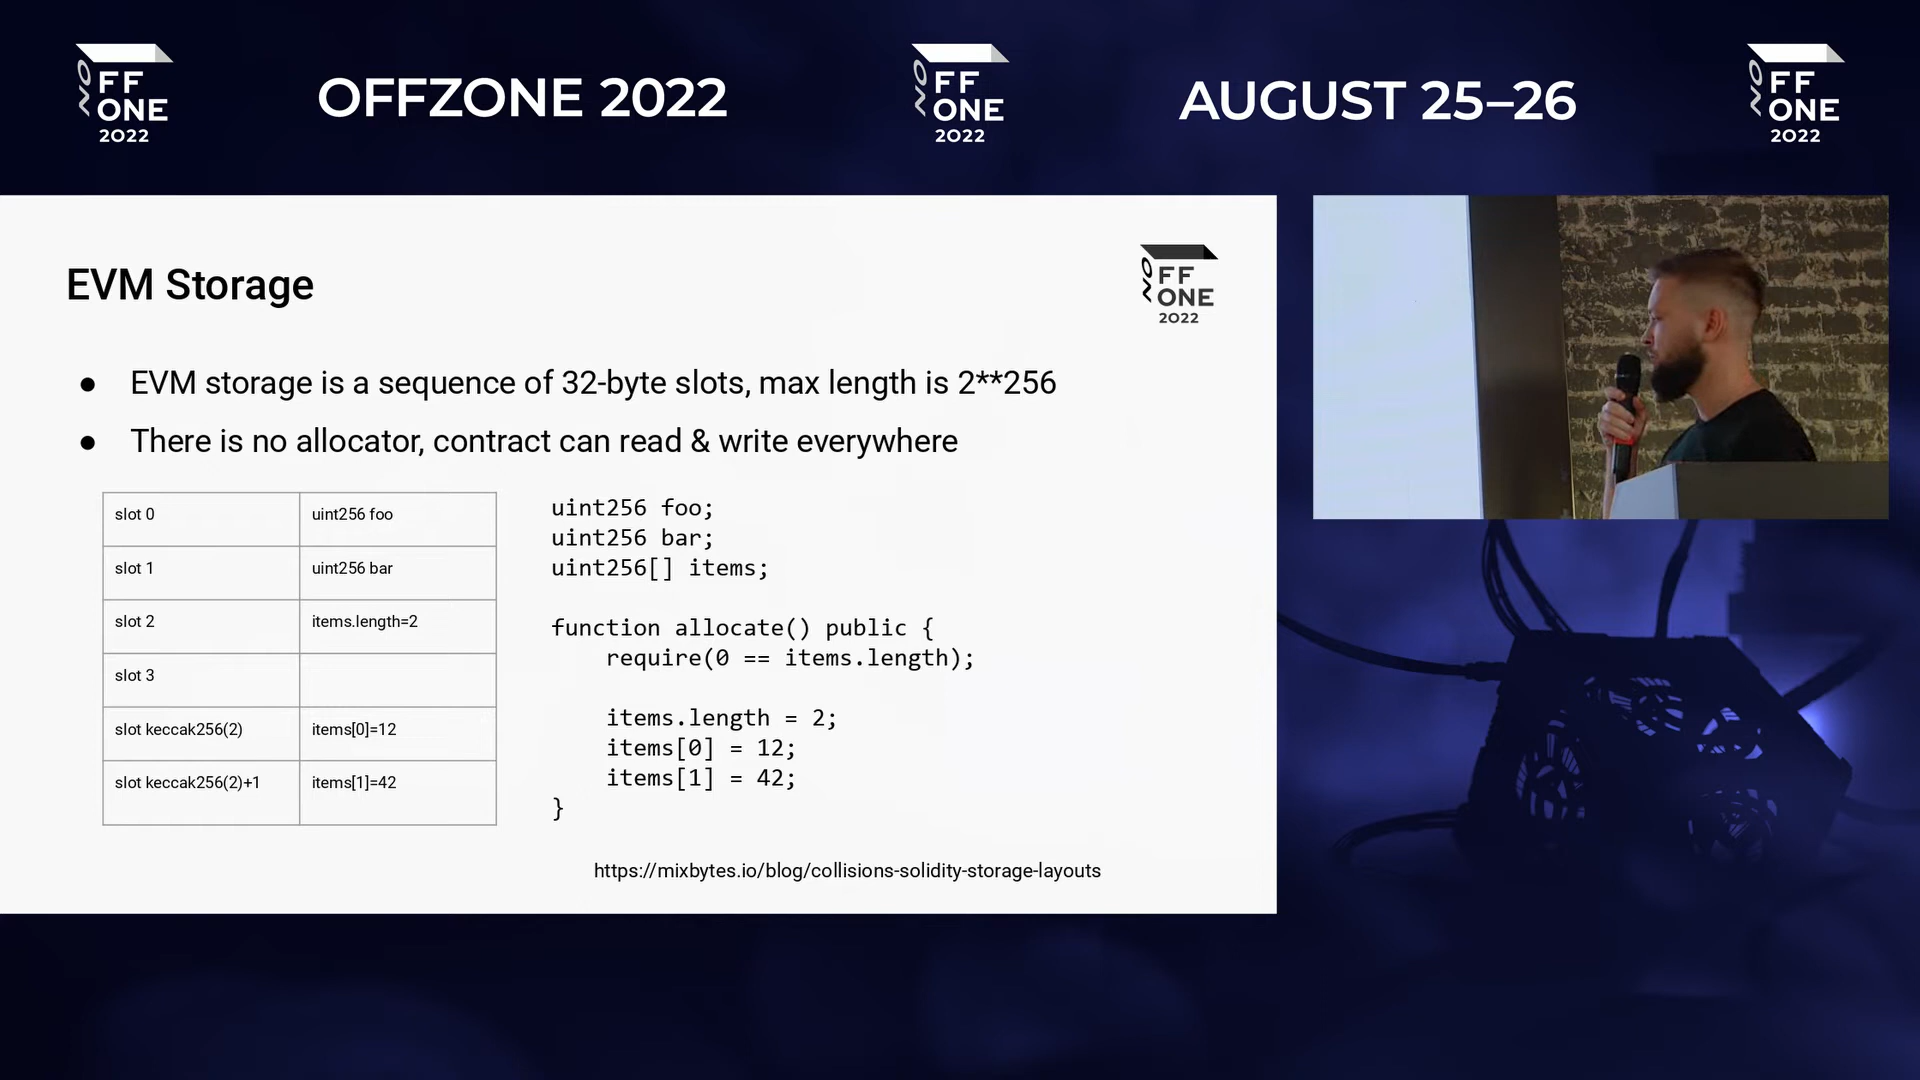 OFF
ZONE
2022
OFFZONE 2022
OFF
ZONE
2022
AUGUST 25–26
OFF
ZONE
2022
EVM Storage
OFF
ZONE
2022
● EVM storage is a sequence of 32-byte slots, max length is 2**256
● There is no allocator, contract can read & write everywhere
slot 0 uint256 foo
slot 1 uint256 bar
slot 2 items.length=2
slot 3
slot keccak256(2) items[0]=12
slot keccak256(2)+1 items[1]=42
uint256 foo;
uint256 bar;
uint256[] items;
function allocate() public {
require(0 == items.length);
items.length = 2;
items[0] = 12;
items[1] = 42;
}
https://mixbytes.io/blog/collisions-solidity-storage-layouts